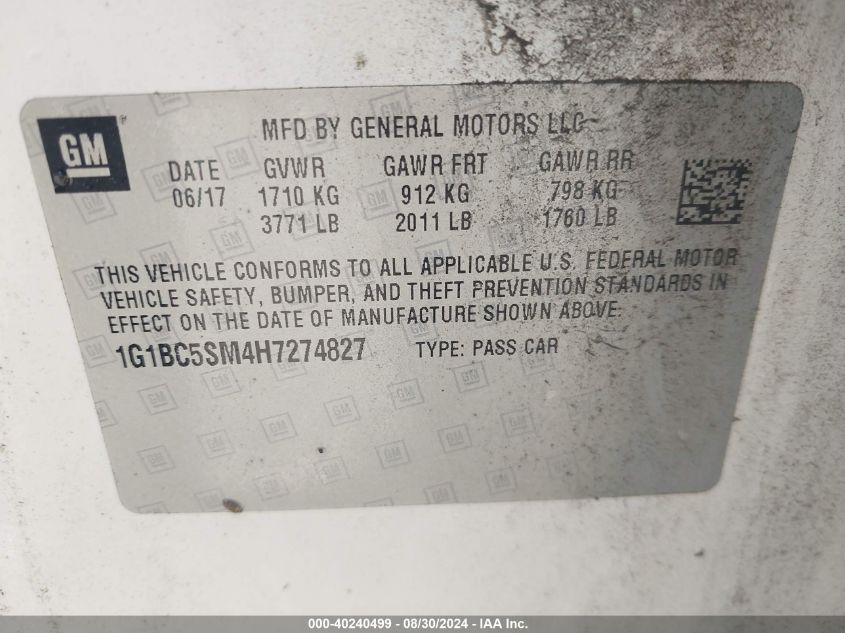 GM
MFD BY GENERAL MOTORS LLC
DATE GVWR GAWR FRT GAWR RR
06/17 1710 KG 912 KG 798 KG
3771 LB 2011 LB 1760 LB
THIS VEHICLE CONFORMS TO ALL APPLICABLE U.S. FEDERAL MOTOR
VEHICLE SAFETY, BUMPER, AND THEFT PREVENTION STANDARDS IN
EFFECT ON THE DATE OF MANUFACTURE SHOWN ABOVE.
1G1BC5SM4H7274827 TYPE: PASS CAR
000-40240499 - 08/30/2024 - IAA Inc.